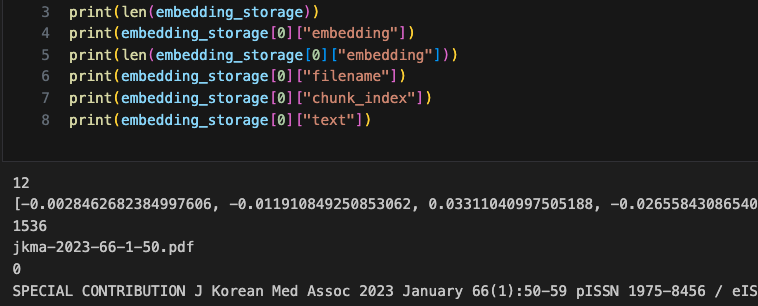 3 print(len(embedding_storage))
4 print(embedding_storage[0]["embedding"])
5 print(len(embedding_storage[0]["embedding"]))
6 print(embedding_storage[0]["filename"])
7 print(embedding_storage[0]["chunk_index"])
8 print(embedding_storage[0]["text"])
12
[-0.0028462682384997606, -0.011910849250853062, 0.03311040997505188, -0.02655843086540
1536
jkma-2023-66-1-50.pdf
0
SPECIAL CONTRIBUTION J Korean Med Assoc 2023 January 66(1):50-59 pISSN 1975-8456 / eIS